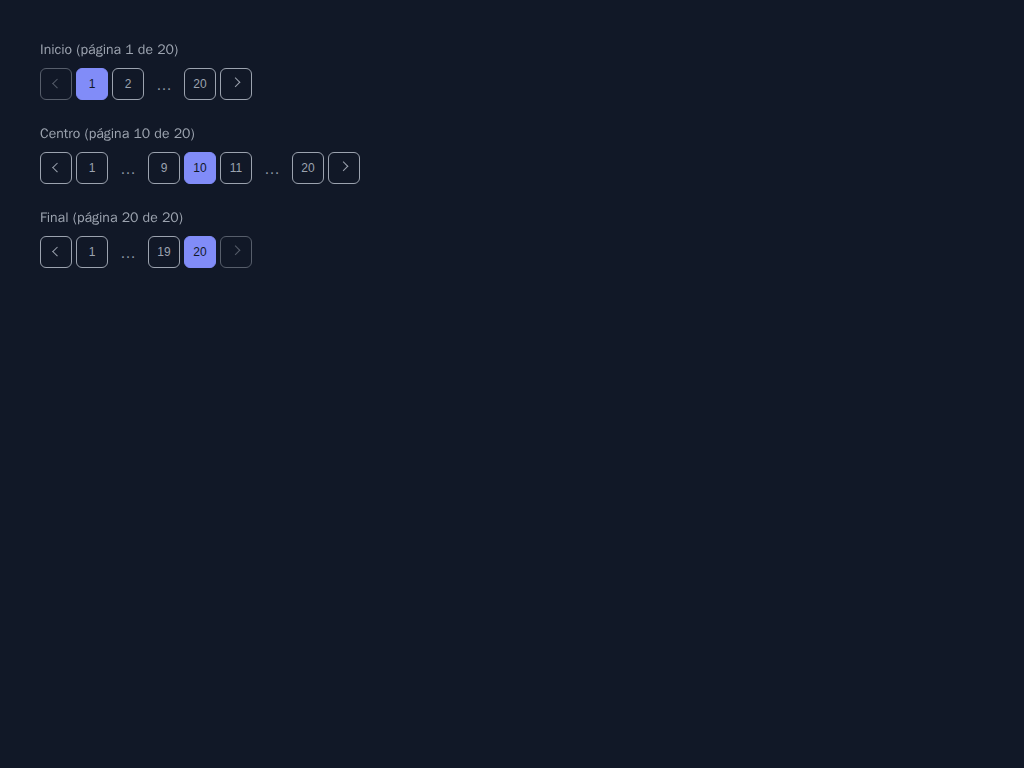 Inicio (página 1 de 20)
1 2 ... 20
Centro (página 10 de 20)
1 ... 9 10 11 ... 20
Final (página 20 de 20)
1 ... 19 20